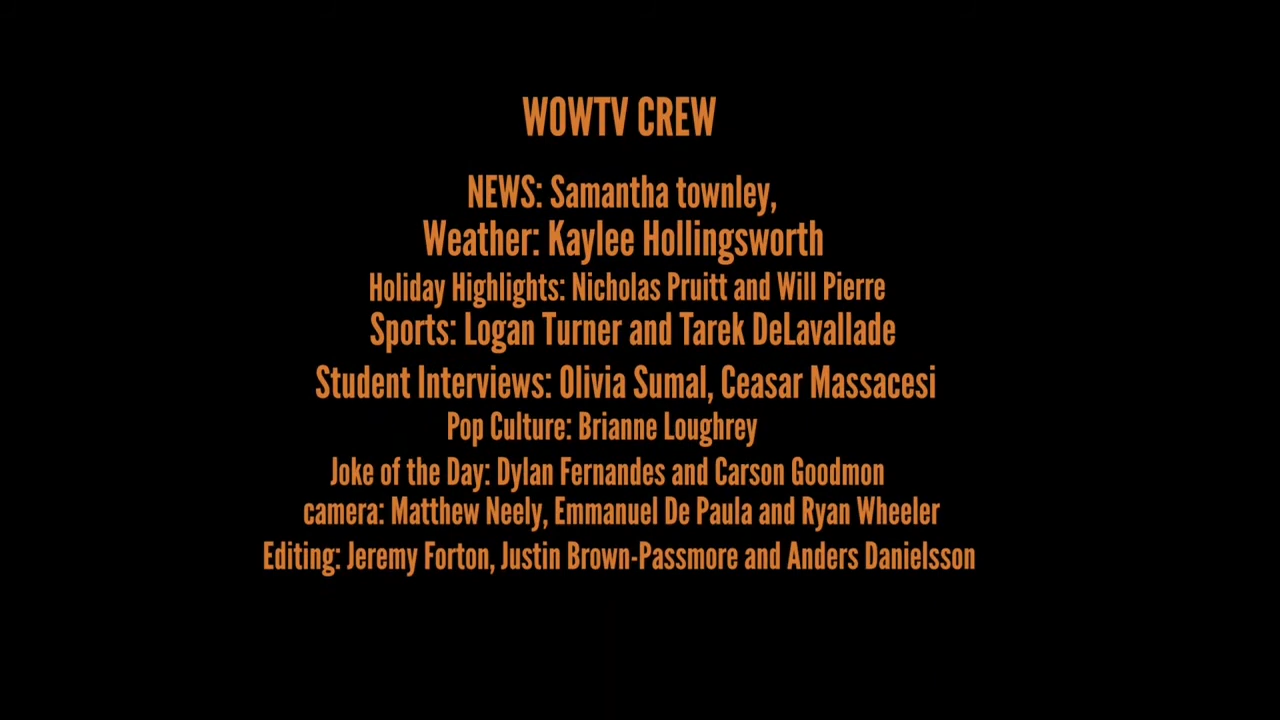 WOWTV CREW
NEWS: Samantha townley,
Weather: Kaylee Hollingsworth
Holiday Highlights: Nicholas Pruitt and Will Pierre
Sports: Logan Turner and Tarek DeLavallade
Student Interviews: Olivia Sumal, Ceasar Massacesi
Pop Culture: Brianne Loughrey
Joke of the Day: Dylan Fernandes and Carson Goodmon
camera: Matthew Neely, Emmanuel De Paula and Ryan Wheeler
Editing: Jeremy Forton, Justin Brown-Passmore and Anders Danielsson